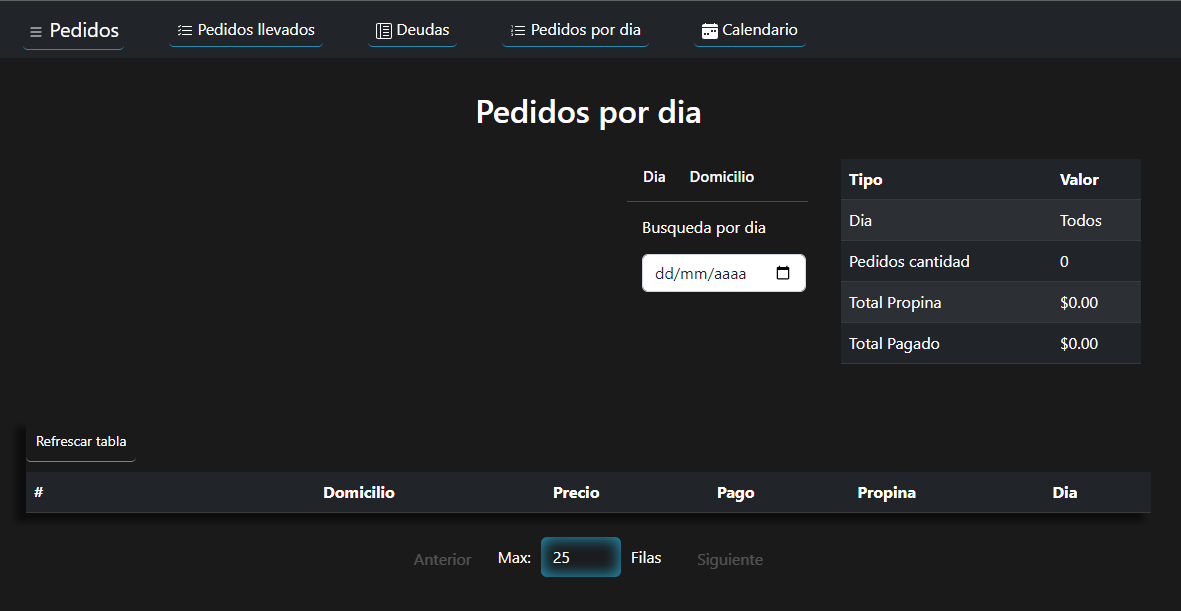 Pedidos Pedidos llevados Deudas Pedidos por dia Calendario
Pedidos por dia
Dia Domicilio
Busqueda por dia
dd/mm/aaaa
Tipo Valor
Dia Todos
Pedidos cantidad 0
Total Propina $0.00
Total Pagado $0.00
Refrescar tabla
# Domicilio Precio Pago Propina Dia
Anterior Max: 25 Filas Siguiente